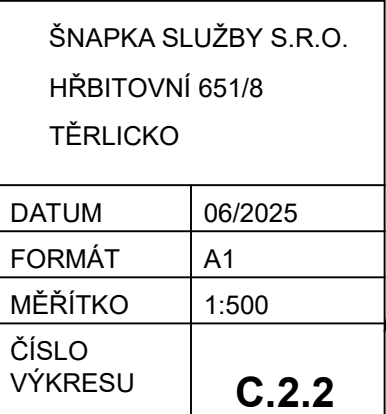 ŠNAPKA SLUŽBY S.R.O.
HŘBITOVNÍ 651/8
TĚRLICKO
DATUM 06/2025
FORMÁT A1
MĚŘÍTKO 1:500
ČÍSLO
VÝKRESU C.2.2